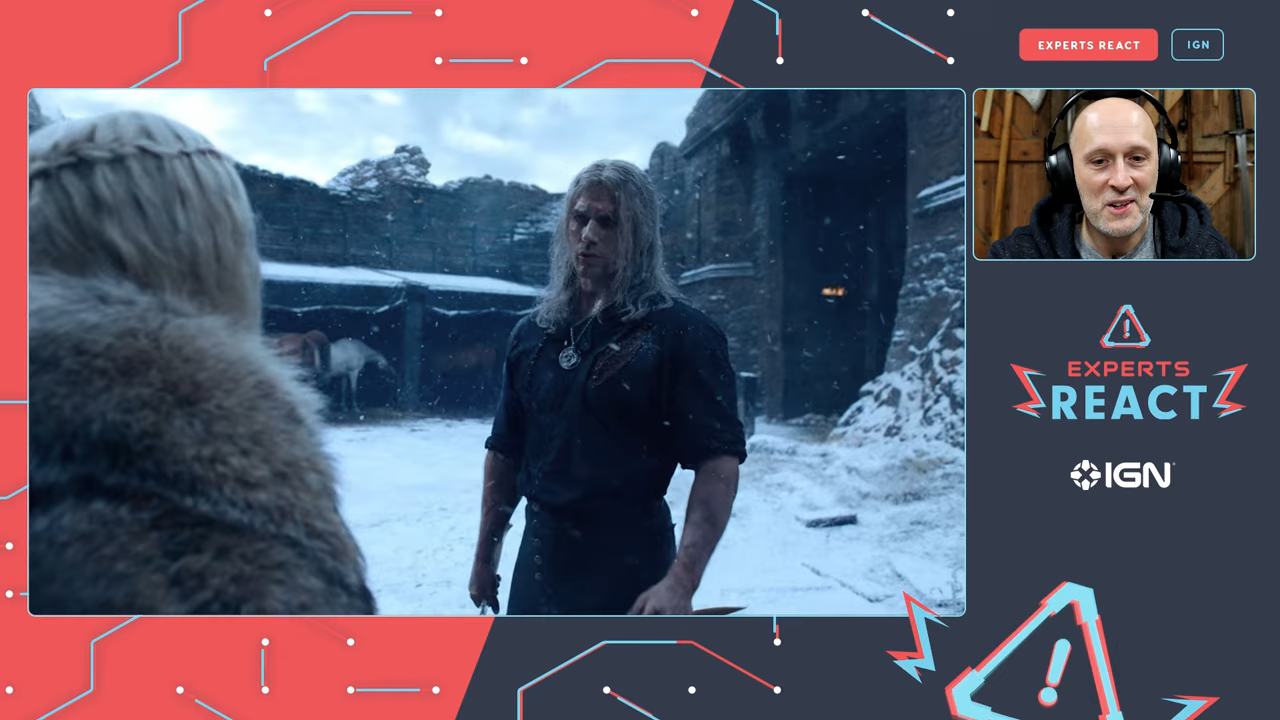 EXPERTS REACT
IGN
EXPERTS
REACT
IGN